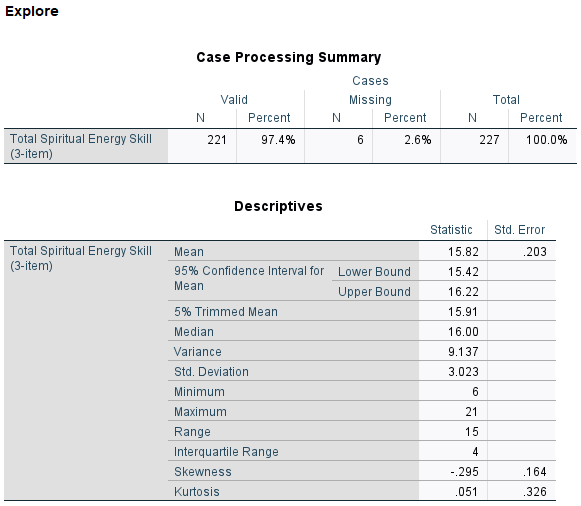 Explore
Case Processing Summary
Cases
Valid Missing Total
N Percent N Percent N Percent
Total Spiritual Energy Skill (3-item) 221 97.4% 6 2.6% 227 100.0%
Descriptives
Statistic Std. Error
Total Spiritual Energy Skill (3-item) Mean 15.82 .203
95% Confidence Interval for Mean Lower Bound 15.42
Upper Bound 16.22
5% Trimmed Mean 15.91
Median 16.00
Variance 9.137
Std. Deviation 3.023
Minimum 6
Maximum 21
Range 15
Interquartile Range 4
Skewness -.295 .164
Kurtosis .051 .326